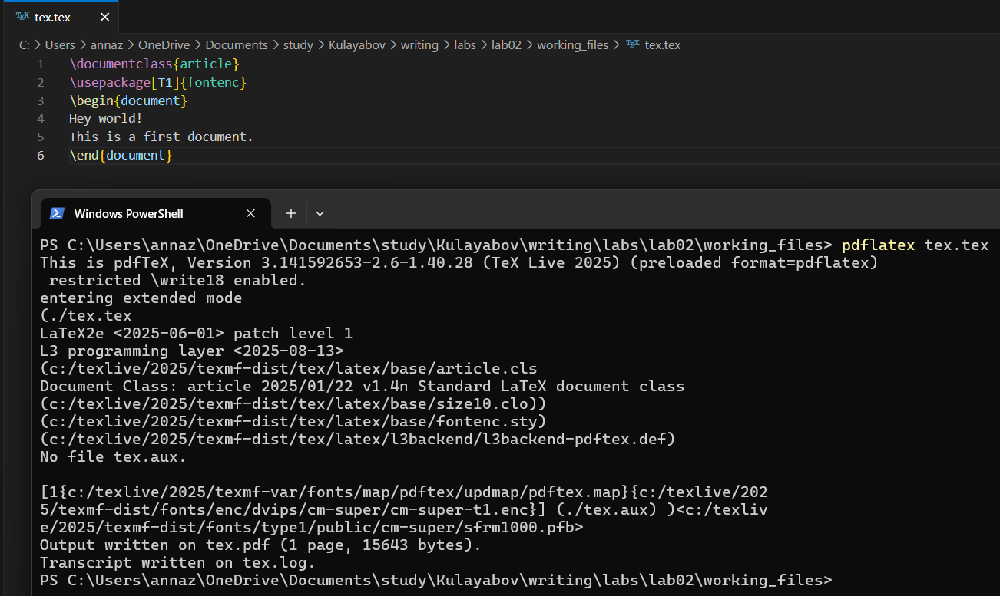 TEX tex.tex ×
C: > Users > annaz > OneDrive > Documents > study > Kulayabov > writing > labs > lab02 > working_files > TEX tex.tex
1 \documentclass{article}
2 \usepackage[T1]{fontenc}
3 \begin{document}
4 Hey world!
5 This is a first document.
6 \end{document}
Windows PowerShell × +
PS C:\Users\annaz\OneDrive\Documents\study\Kulayabov\writing\labs\lab02\working_files> pdflatex tex.tex
This is pdfTeX, Version 3.141592653-2.6-1.40.28 (TeX Live 2025) (preloaded format=pdflatex)
 restricted \write18 enabled.
entering extended mode
(./tex.tex
LaTeX2e <2025-06-01> patch level 1
L3 programming layer <2025-08-13>
(c:/texlive/2025/texmf-dist/tex/latex/base/article.cls
Document Class: article 2025/01/22 v1.4n Standard LaTeX document class
(c:/texlive/2025/texmf-dist/tex/latex/base/size10.clo))
(c:/texlive/2025/texmf-dist/tex/latex/base/fontenc.sty)
(c:/texlive/2025/texmf-dist/tex/latex/l3backend/l3backend-pdftex.def)
No file tex.aux.
[1{c:/texlive/2025/texmf-var/fonts/map/pdftex/updmap/pdftex.map}{c:/texlive/202
5/texmf-dist/fonts/enc/dvips/cm-super/cm-super-t1.enc}] (./tex.aux) )<c:/texliv
e/2025/texmf-dist/fonts/type1/public/cm-super/sfrm1000.pfb>
Output written on tex.pdf (1 page, 15643 bytes).
Transcript written on tex.log.
PS C:\Users\annaz\OneDrive\Documents\study\Kulayabov\writing\labs\lab02\working_files>